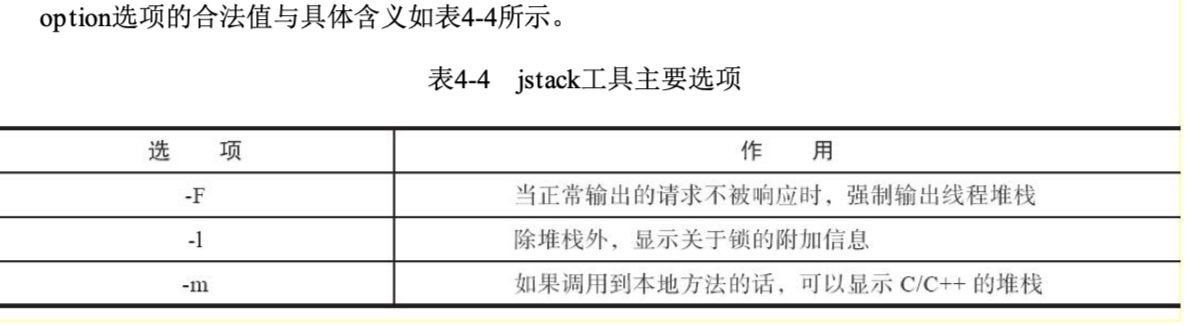 option选项的合法值与具体含义如表4-4所示。
表4-4 jstack工具主要选项
选 项 作 用
-F 当正常输出的请求不被响应时，强制输出线程堆栈
-l 除堆栈外，显示关于锁的附加信息
-m 如果调用到本地方法的话，可以显示 C/C++ 的堆栈